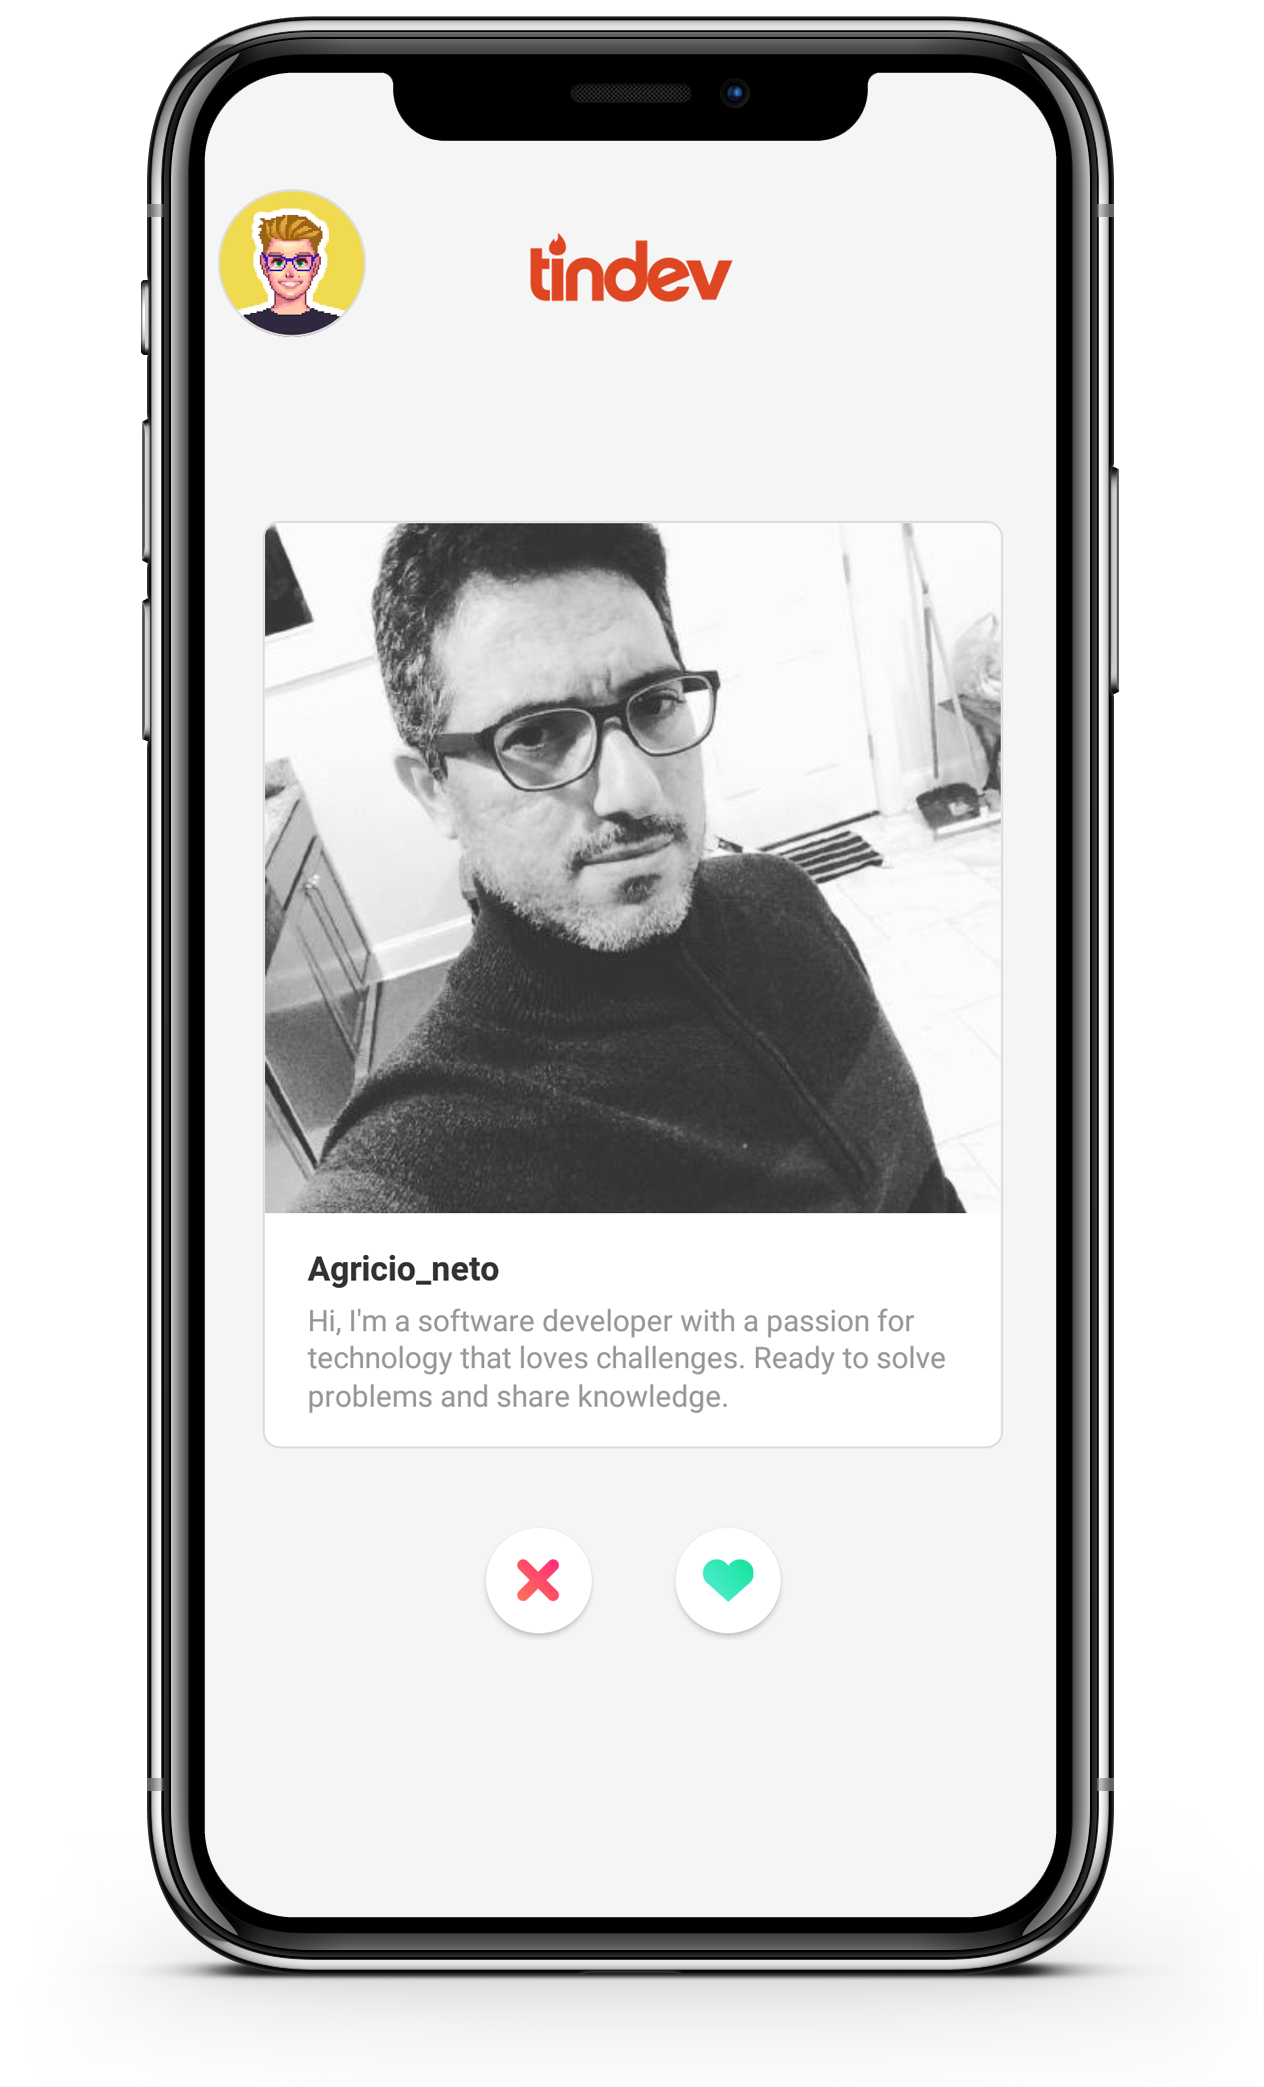 tindev
Agricio_neto
Hi, I'm a software developer with a passion for
technology that loves challenges. Ready to solve
problems and share knowledge.